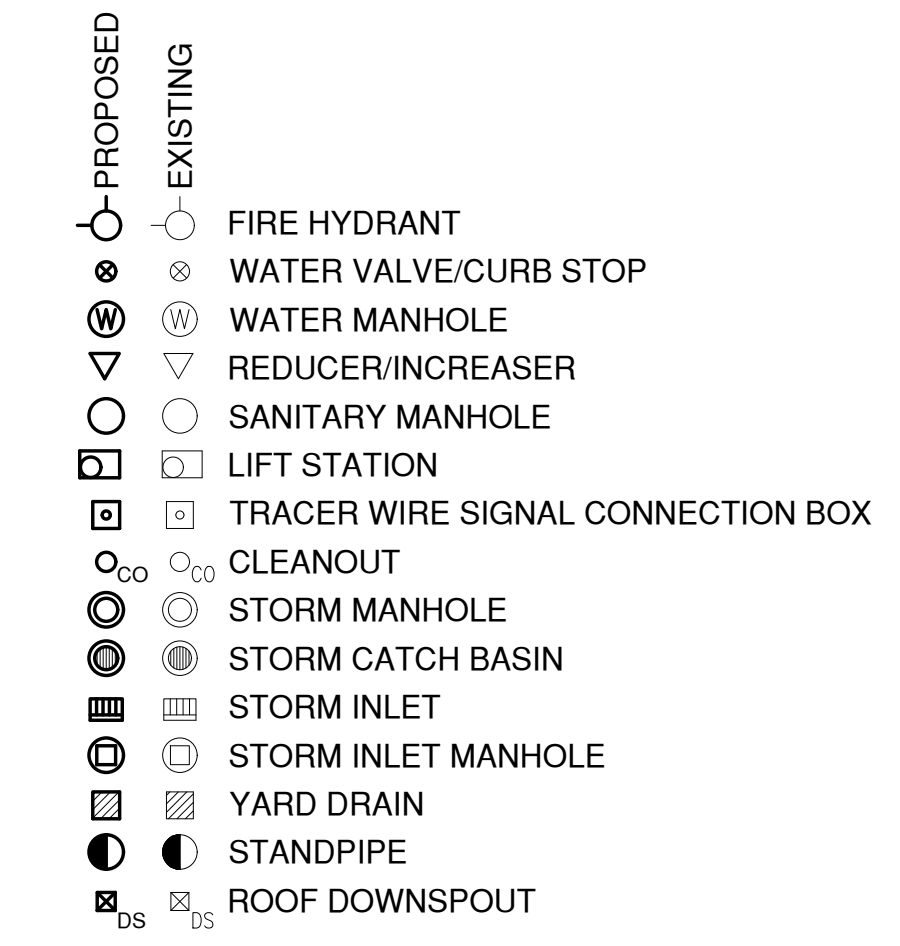 PROPOSED
EXISTING
FIRE HYDRANT
WATER VALVE/CURB STOP
W W WATER MANHOLE
REDUCER/INCREASER
SANITARY MANHOLE
LIFT STATION
TRACER WIRE SIGNAL CONNECTION BOX
CO CO CLEANOUT
STORM MANHOLE
STORM CATCH BASIN
STORM INLET
STORM INLET MANHOLE
YARD DRAIN
STANDPIPE
DS DS ROOF DOWNSPOUT